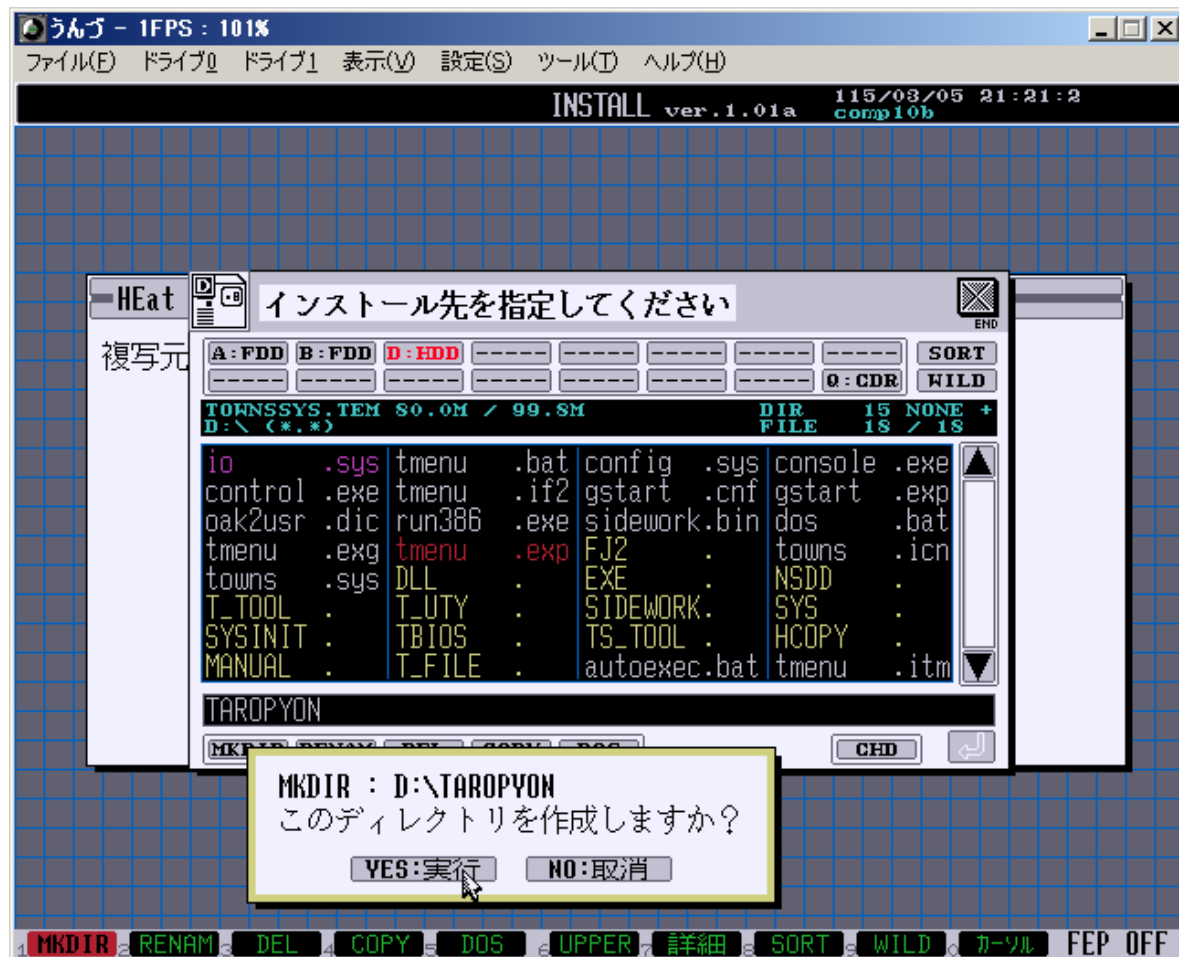 うんづ - 1FPS : 101%
ファイル(F) ドライブ0 ドライブ1 表示(V) 設定(S) ツール(T) ヘルプ(H)
INSTALL ver.1.01a 115/03/05 21:21:2
comp10b
HEat
インストール先を指定してください
END
複写元
A:FDD B:FDD D:HDD ----- ----- ----- ----- ----- SORT
----- ----- ----- ----- ----- ----- ----- Q:CDR WILD
TOWNSSYS.TEM 80.0M / 99.8M DIR 15 NONE +
D:\ (*.*) FILE 18 / 18
io .sys tmenu .bat config .sys console .exe
control .exe tmenu .if2 gstart .cnf gstart .exp
oak2usr .dic run386 .exe sidework.bin dos .bat
tmenu .exg tmenu .exp FJ2 . towns .icn
towns .sys DLL . EXE . NSDD .
T_TOOL . T_UTY . SIDEWORK. SYS .
SYSINIT . TBIOS . TS_TOOL . HCOPY .
MANUAL . T_FILE . autoexec.bat tmenu .itm
TAROPYON
CHD
MKDIR : D:\TAROPYON
このディレクトリを作成しますか?
YES:実行 NO:取消
1 MKDIR 2 RENAM 3 DEL 4 COPY 5 DOS 6 UPPER 7 詳細 8 SORT 9 WILD 0 カーソル FEP OFF